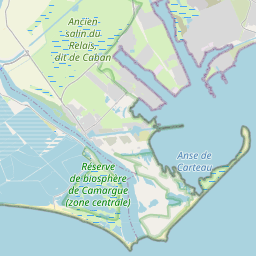 Ancien
salin du
Relais,
dit de Caban
Anse de
Carteau
Réserve
de biosphère
de Camargue
(zone centrale)